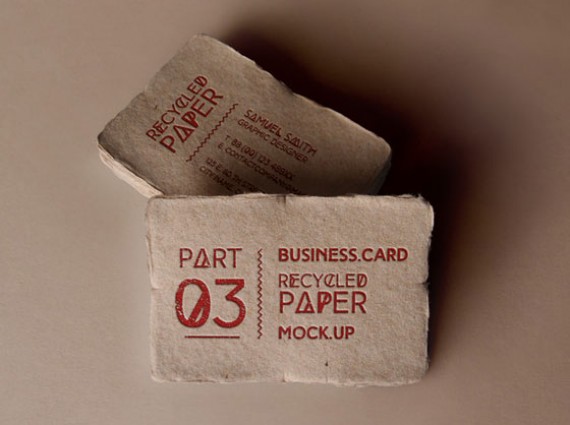 RECYCLED
PAPER
SAMUEL SMITH
GRAPHIC DESIGNER
PART
03
BUSINESS.CARD
RECYCLED
PAPER
MOCK.UP